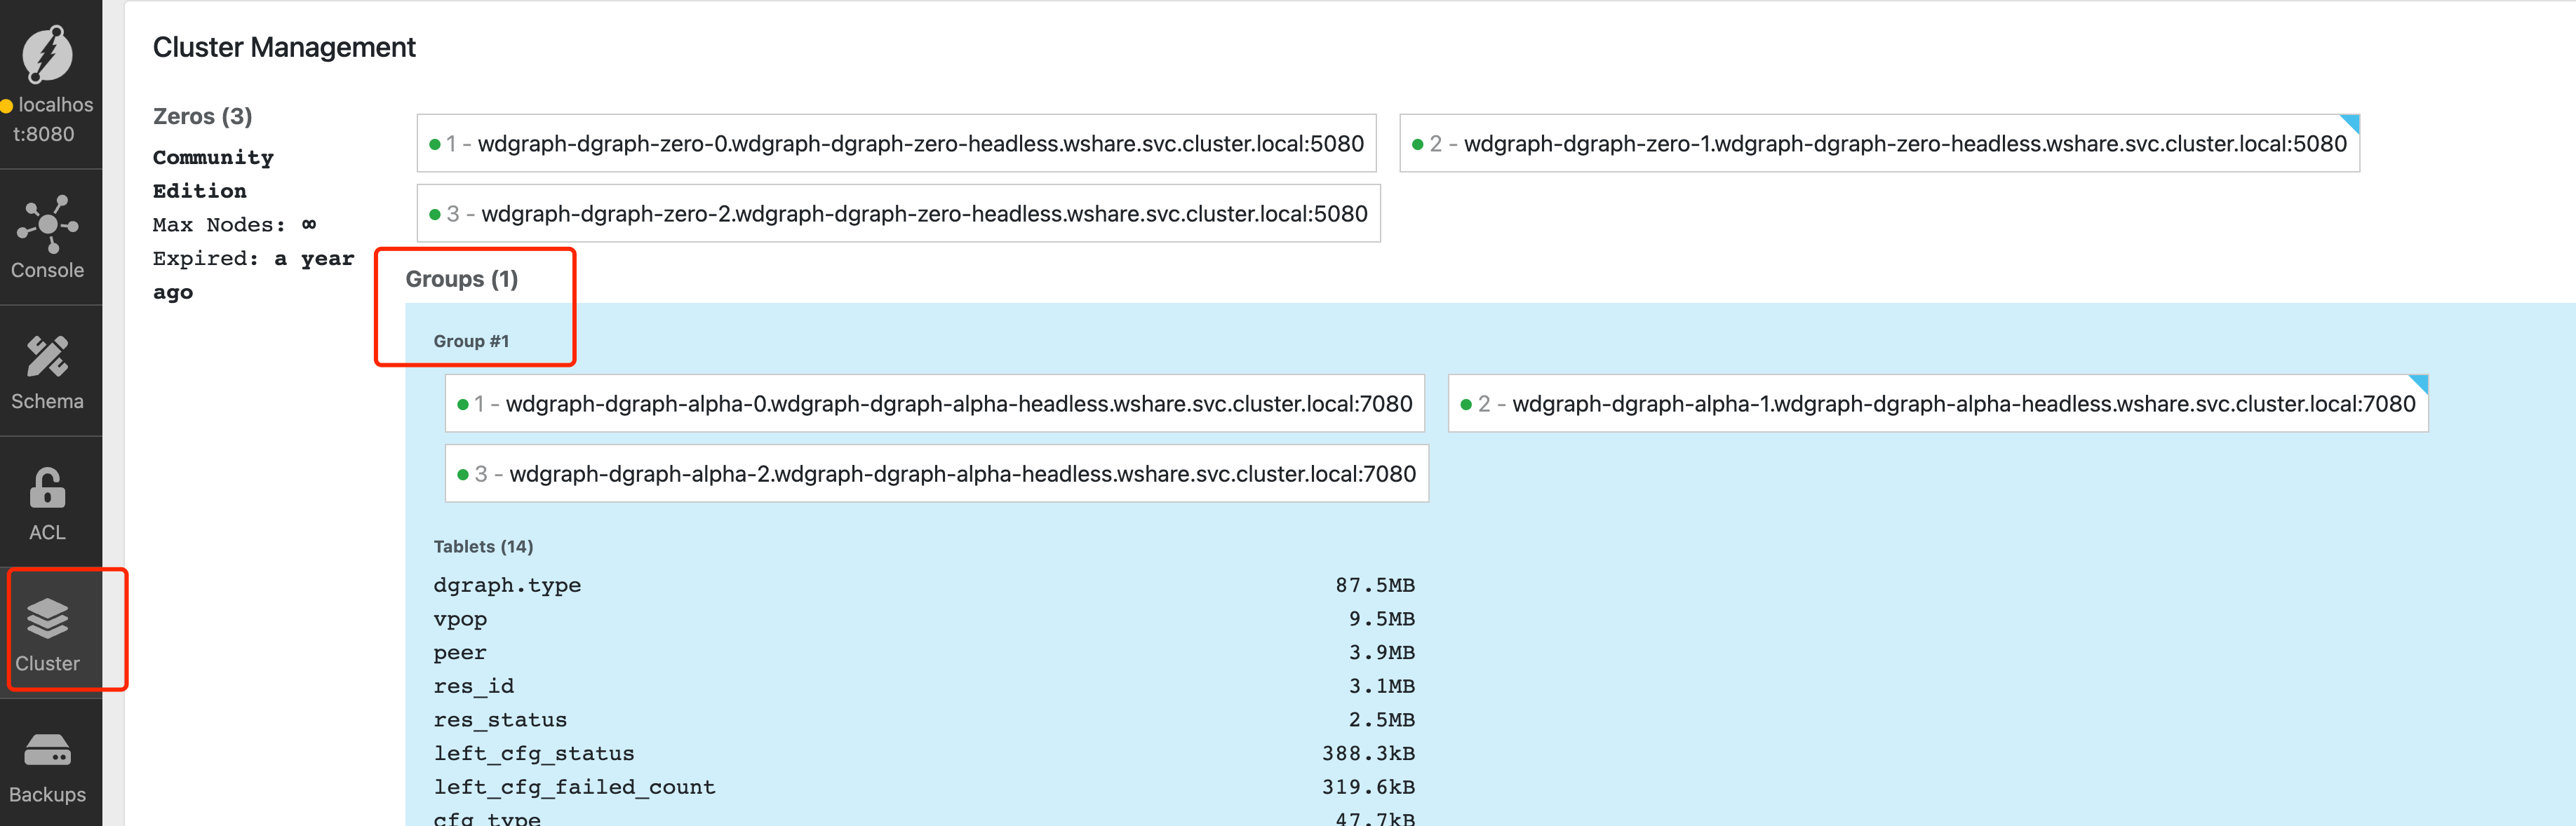 localhos
t:8080
Console
Schema
ACL
Cluster
Backups
Cluster Management
Zeros (3)
Community
Edition
Max Nodes: ∞
Expired: a year
ago
1 - wdgraph-dgraph-zero-0.wdgraph-dgraph-zero-headless.wshare.svc.cluster.local:5080
2 - wdgraph-dgraph-zero-1.wdgraph-dgraph-zero-headless.wshare.svc.cluster.local:5080
3 - wdgraph-dgraph-zero-2.wdgraph-dgraph-zero-headless.wshare.svc.cluster.local:5080
Groups (1)
Group #1
1 - wdgraph-dgraph-alpha-0.wdgraph-dgraph-alpha-headless.wshare.svc.cluster.local:7080
2 - wdgraph-dgraph-alpha-1.wdgraph-dgraph-alpha-headless.wshare.svc.cluster.local:7080
3 - wdgraph-dgraph-alpha-2.wdgraph-dgraph-alpha-headless.wshare.svc.cluster.local:7080
Tablets (14)
dgraph.type 87.5MB
vpop 9.5MB
peer 3.9MB
res_id 3.1MB
res_status 2.5MB
left_cfg_status 388.3kB
left_cfg_failed_count 319.6kB
cfg_type 47.7kB